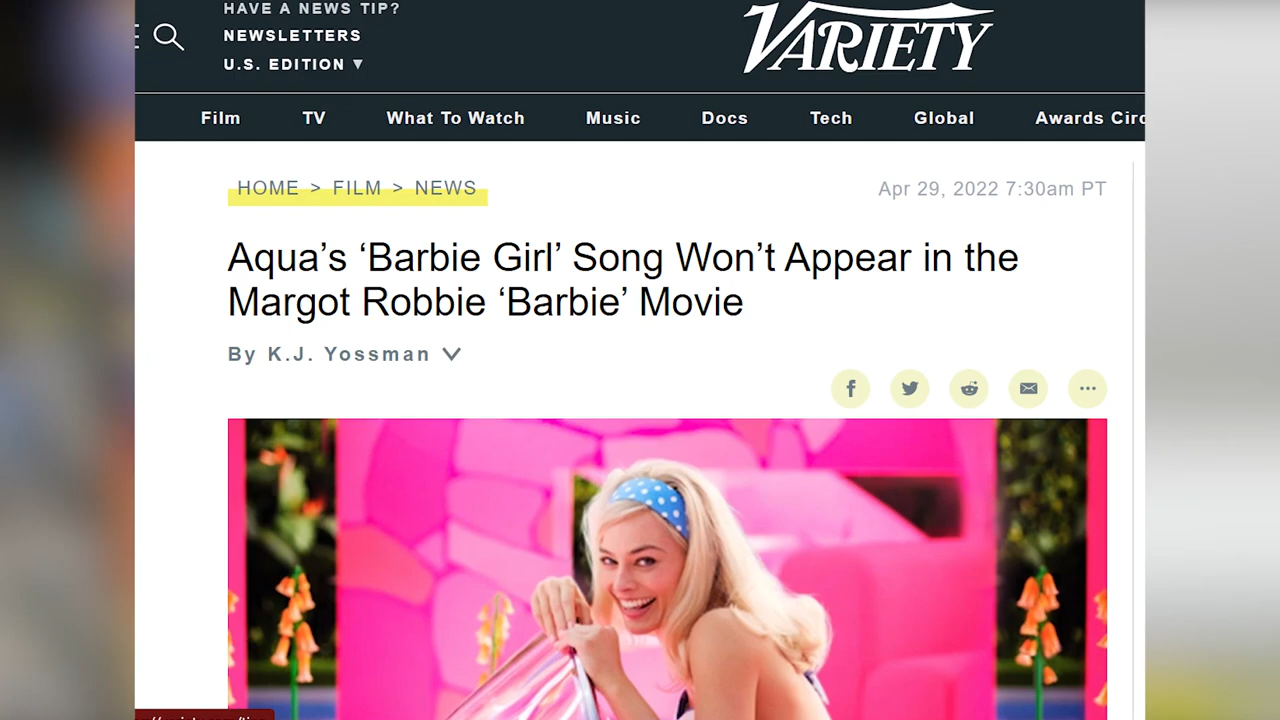 HAVE A NEWS TIP?
NEWSLETTERS
U.S. EDITION ▼
VARIETY
Film TV What To Watch Music Docs Tech Global Awards Circ
HOME > FILM > NEWS
Apr 29, 2022 7:30am PT
Aqua’s ‘Barbie Girl’ Song Won’t Appear in the
Margot Robbie ‘Barbie’ Movie
By K.J. Yossman